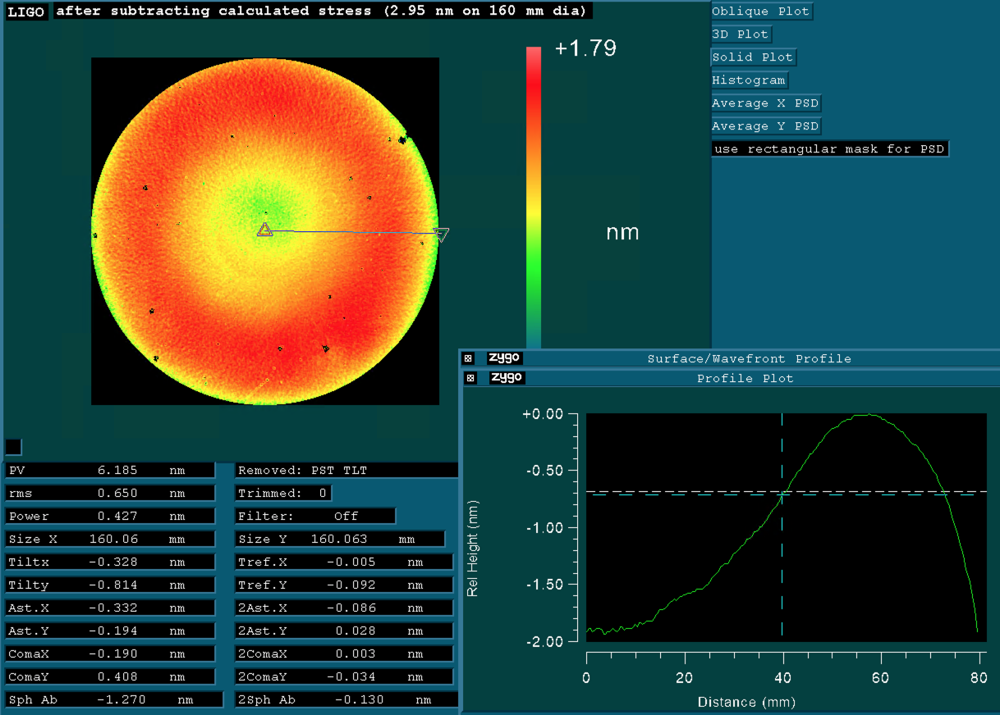 LIGO after subtracting calculated stress (2.95 nm on 160 mm dia)
+1.79
nm
Oblique Plot
3D Plot
Solid Plot
Histogram
Average X PSD
Average Y PSD
use rectangular mask for PSD
zygo Surface/Wavefront Profile
zygo Profile Plot
+0.00
-0.50
-1.00
-1.50
-2.00
Rel Height (nm)
0 20 40 60 80
Distance (mm)
PV 6.185 nm Removed: PST TLT
rms 0.650 nm Trimmed: 0
Power 0.427 nm Filter: Off
Size X 160.06 mm Size Y 160.063 mm
Tiltx -0.328 nm Tref.X -0.005 nm
Tilty -0.814 nm Tref.Y -0.092 nm
Ast.X -0.332 nm 2Ast.X -0.086 nm
Ast.Y -0.194 nm 2Ast.Y 0.028 nm
ComaX -0.190 nm 2ComaX 0.003 nm
ComaY 0.408 nm 2ComaY -0.034 nm
Sph Ab -1.270 nm 2Sph Ab -0.130 nm